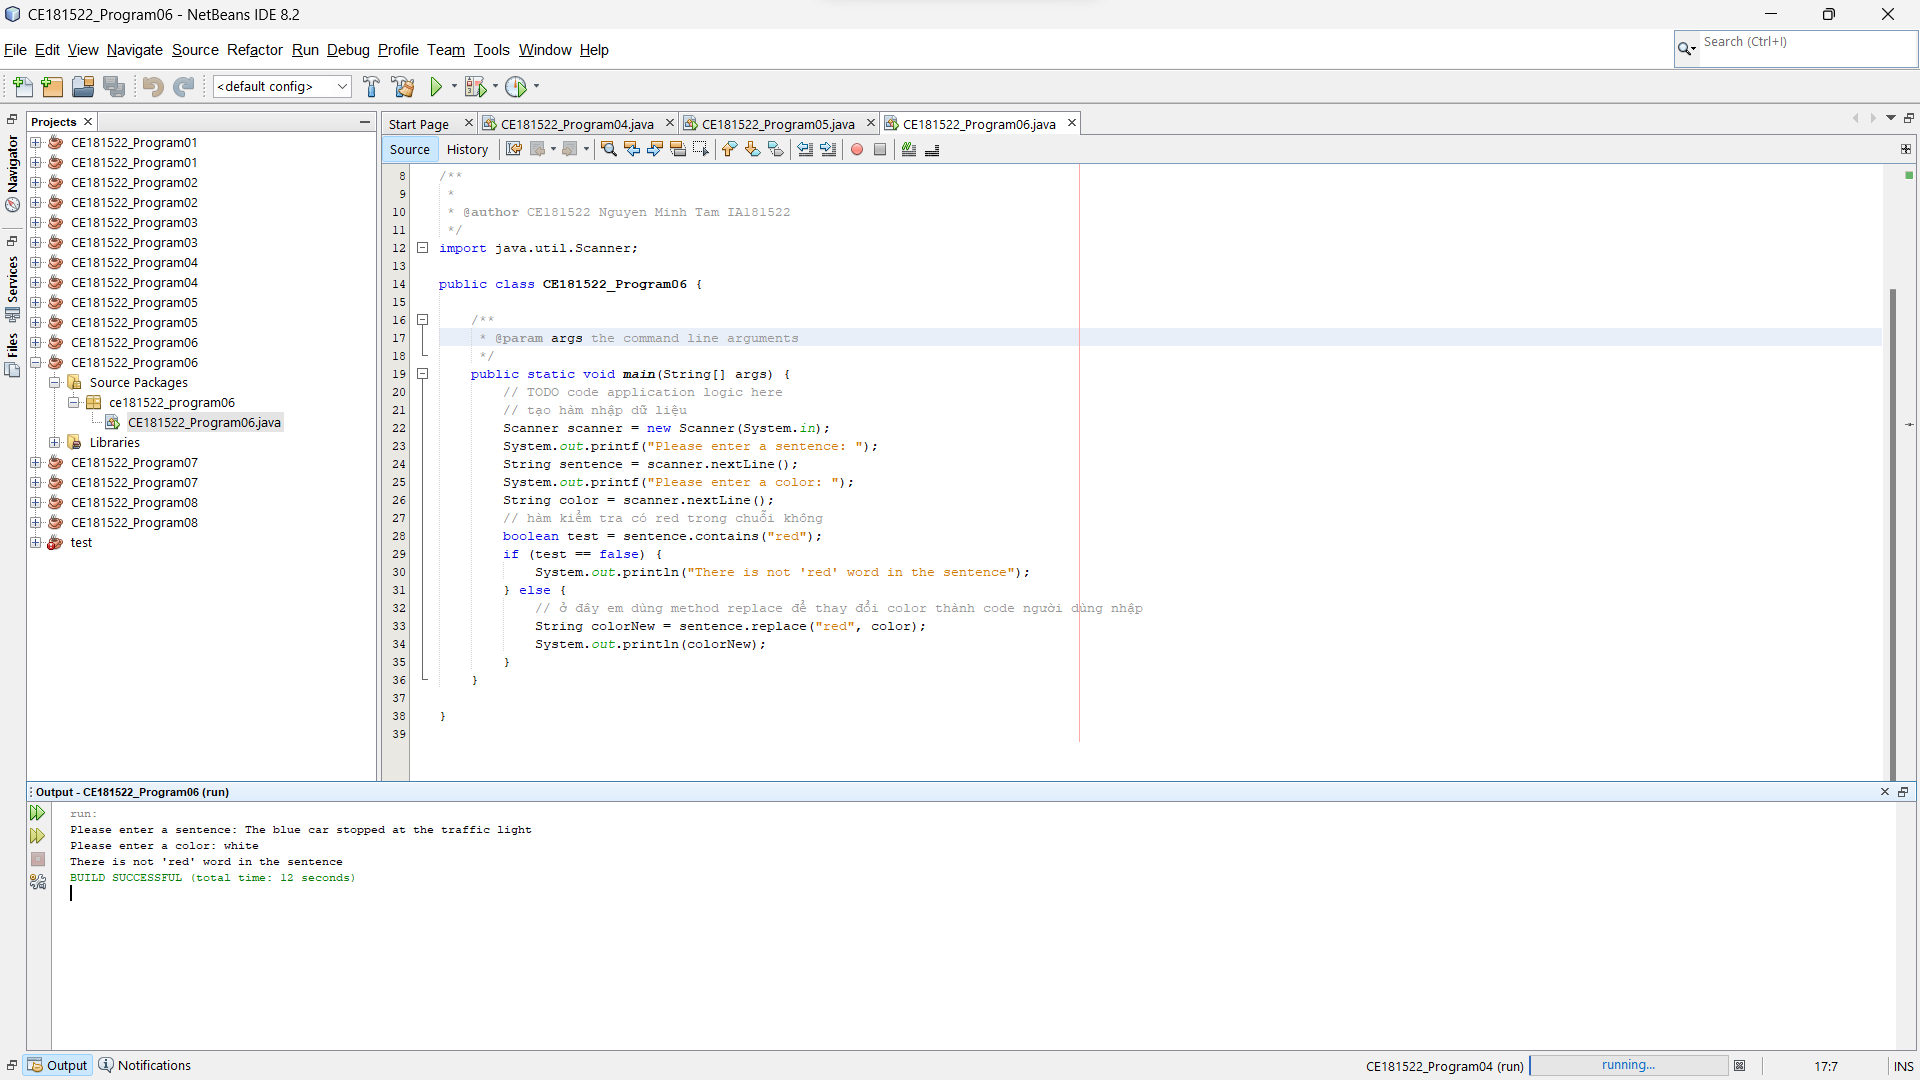 CE181522_Program06 - NetBeans IDE 8.2
File Edit View Navigate Source Refactor Run Debug Profile Team Tools Window Help
Search (Ctrl+I)
<default config>
Projects
Navigator
Services
Files
CE181522_Program01
CE181522_Program01
CE181522_Program02
CE181522_Program02
CE181522_Program03
CE181522_Program03
CE181522_Program04
CE181522_Program04
CE181522_Program05
CE181522_Program05
CE181522_Program06
CE181522_Program06
Source Packages
ce181522_program06
CE181522_Program06.java
Libraries
CE181522_Program07
CE181522_Program07
CE181522_Program08
CE181522_Program08
test
Start Page CE181522_Program04.java CE181522_Program05.java CE181522_Program06.java
Source History
8 /**
9 *
10 * @author CE181522 Nguyen Minh Tam IA181522
11 */
12 import java.util.Scanner;
13
14 public class CE181522_Program06 {
15
16 /**
17 * @param args the command line arguments
18 */
19 public static void main(String[] args) {
20 // TODO code application logic here
21 // tạo hàm nhập dữ liệu
22 Scanner scanner = new Scanner(System.in);
23 System.out.printf("Please enter a sentence: ");
24 String sentence = scanner.nextLine();
25 System.out.printf("Please enter a color: ");
26 String color = scanner.nextLine();
27 // hàm kiểm tra có red trong chuỗi không
28 boolean test = sentence.contains("red");
29 if (test == false) {
30 System.out.println("There is not 'red' word in the sentence");
31 } else {
32 // ở đây em dùng method replace để thay đổi color thành code người dùng nhập
33 String colorNew = sentence.replace("red", color);
34 System.out.println(colorNew);
35 }
36 }
37
38 }
39
Output - CE181522_Program06 (run)
run:
Please enter a sentence: The blue car stopped at the traffic light
Please enter a color: white
There is not 'red' word in the sentence
BUILD SUCCESSFUL (total time: 12 seconds)
Output Notifications
CE181522_Program04 (run) running... 17:7 INS